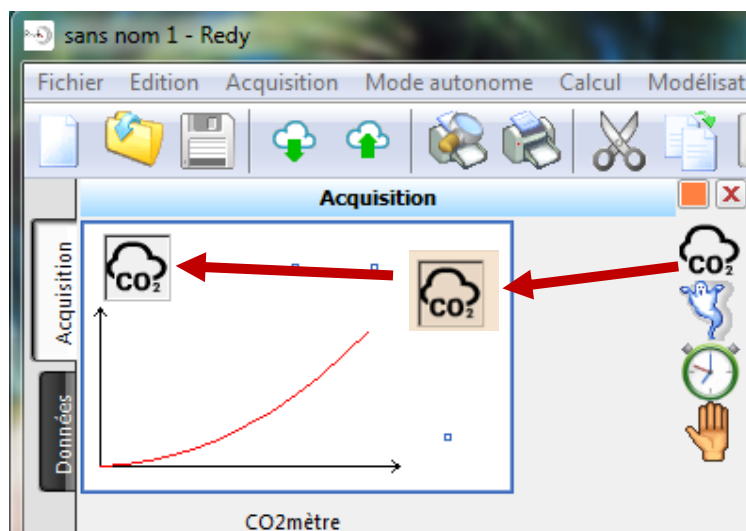 sans nom 1 - Redy
Fichier Edition Acquisition Mode autonome Calcul Modélisat
Acquisition
Acquisition
Données
CO2
CO2
CO2
CO2mètre